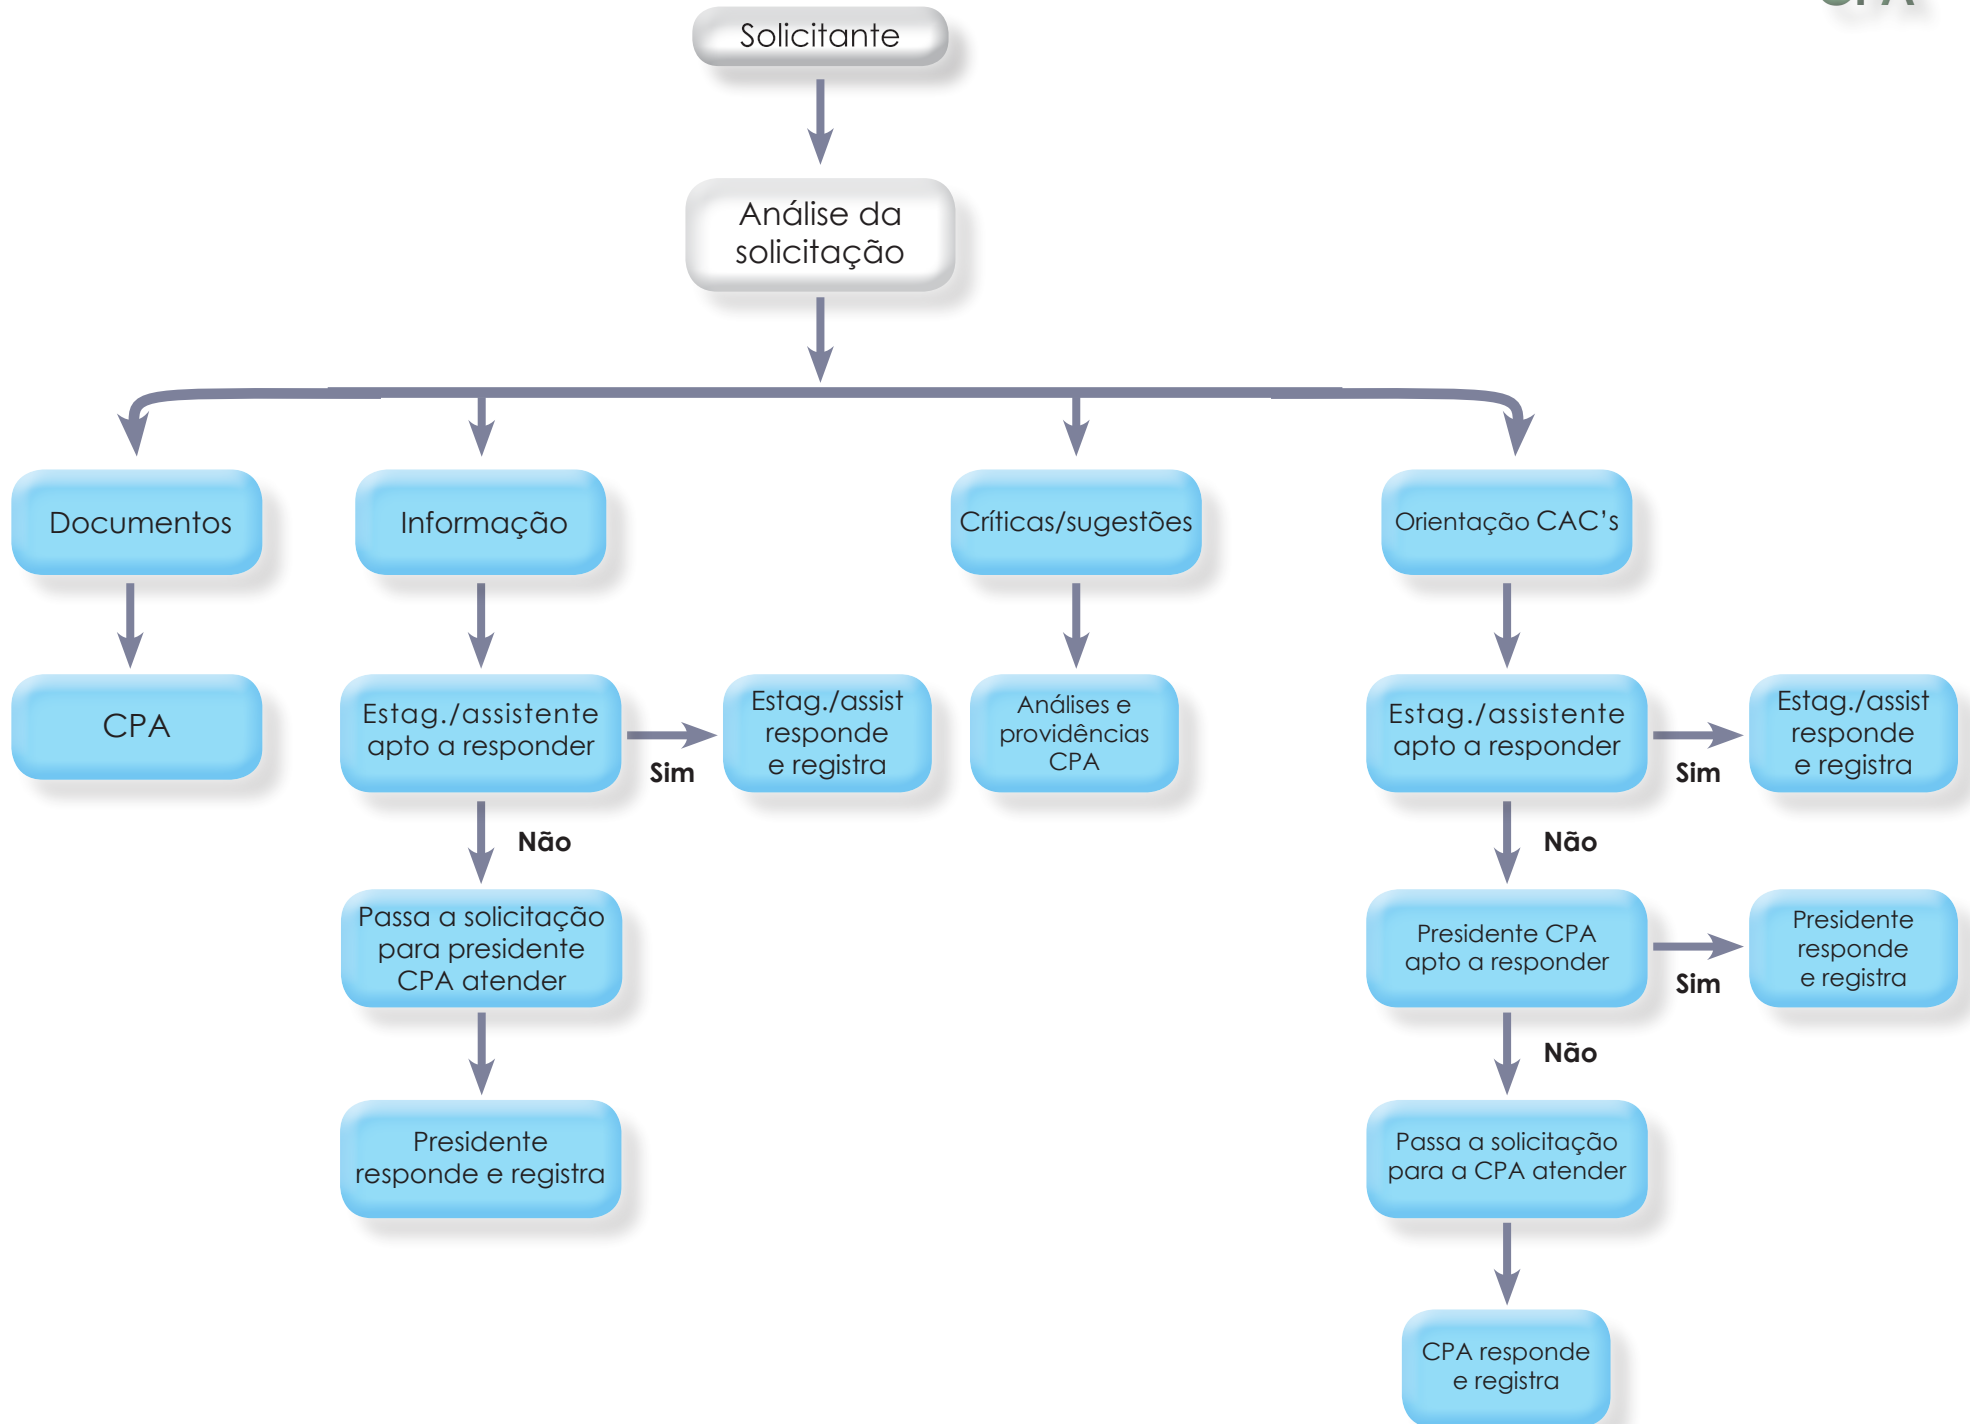 CPA
Solicitante
Análise da
solicitação
Documentos
Informação
Críticas/sugestões
Orientação CAC's
CPA
Estag./assistente
apto a responder
Sim
Estag./assist
responde
e registra
Análises e
providências
CPA
Estag./assistente
apto a responder
Sim
Estag./assist
responde
e registra
Não
Não
Passa a solicitação
para presidente
CPA atender
Presidente CPA
apto a responder
Sim
Presidente
responde
e registra
Não
Presidente
responde e registra
Passa a solicitação
para a CPA atender
CPA responde
e registra